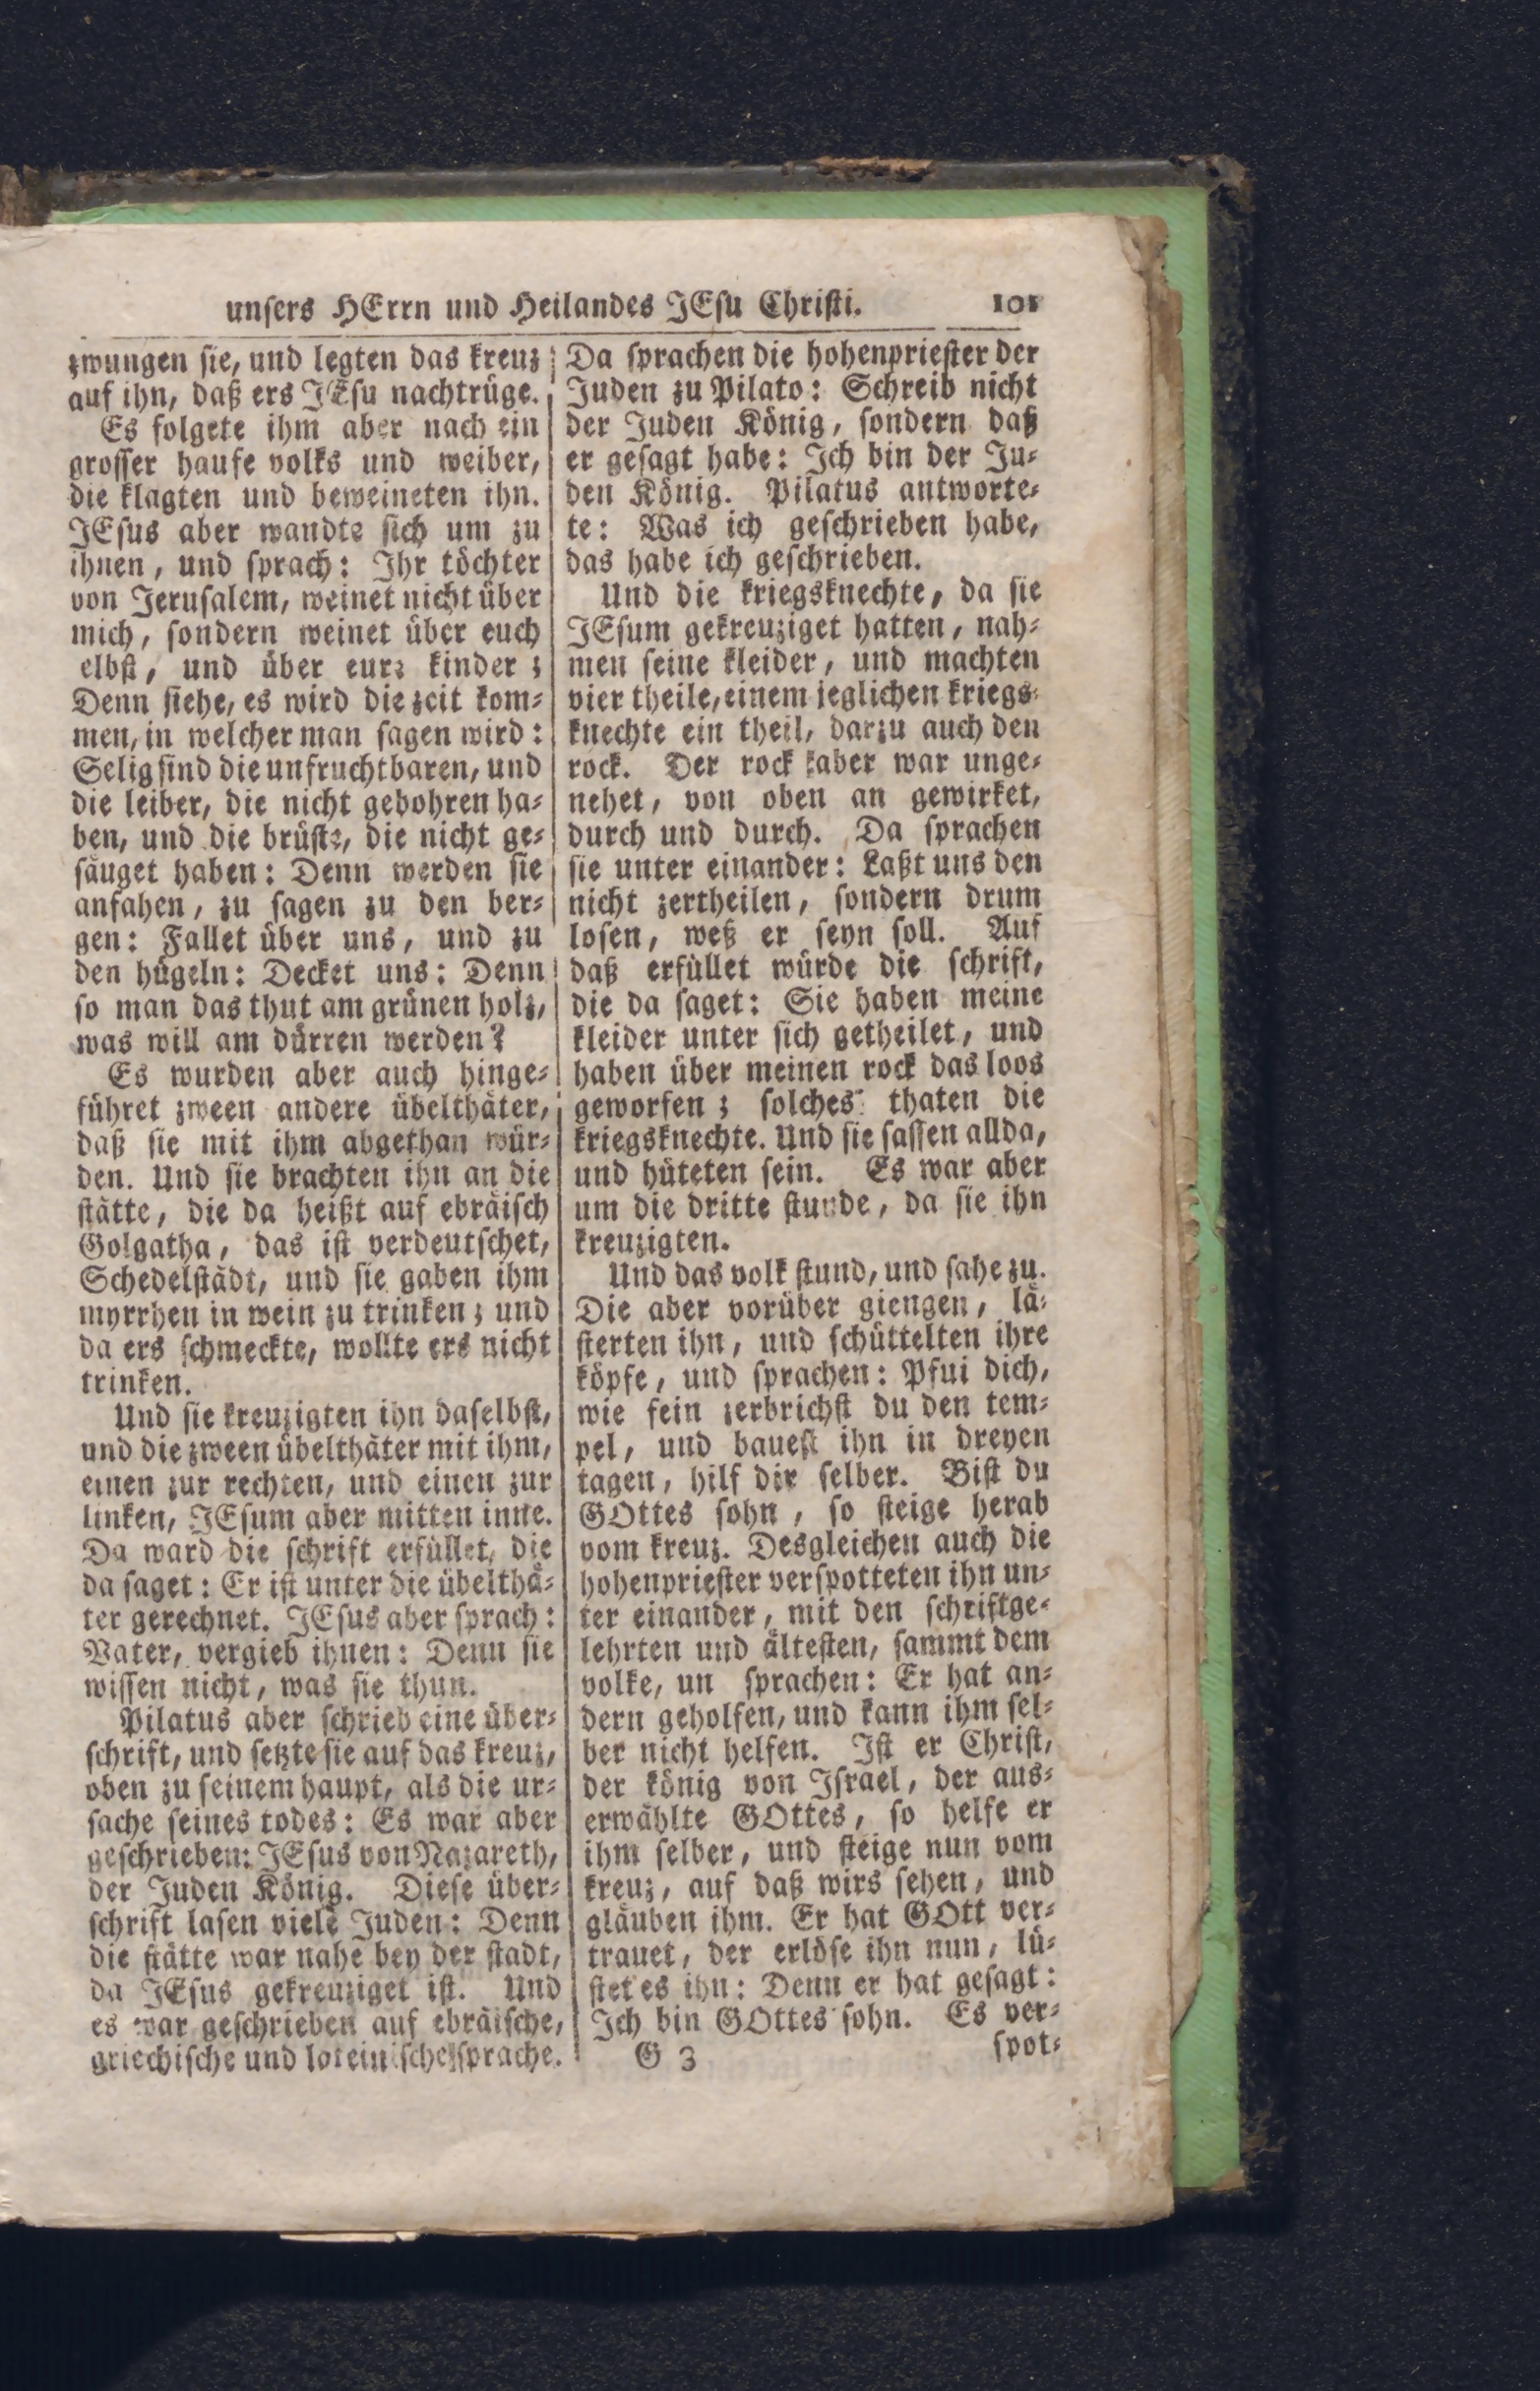 unsers HErrn und Heilandes JEsu Christi. 101
zwungen sie, und legten das kreuz
auf ihn, daß ers JEsu nachtrüge.
Es folgete ihm aber nach ein
grosser haufe volks und weiber,
die klagten und beweineten ihn.
JEsus aber wandte sich um zu
ihnen, und sprach: Ihr töchter
von Jerusalem, weinet nicht über
mich, sondern weinet über euch
elbst, und über eure kinder;
Denn siehe, es wird die zeit kom-
men, in welcher man sagen wird:
Selig sind die unfruchtbaren, und
die leiber, die nicht gebohren ha-
ben, und die brüste, die nicht ge-
säuget haben: Denn werden sie
anfahen, zu sagen zu den ber-
gen: Fallet über uns, und zu
den hügeln: Decket uns: Denn
so man das thut am grünen holz,
was will am dürren werden?
Es wurden aber auch hinge-
führet zween andere übelthäter,
daß sie mit ihm abgethan wür-
den. Und sie brachten ihn an die
stätte, die da heißt auf ebräisch
Golgatha, das ist verdeutschet,
Schedelstädt, und sie gaben ihm
myrrhen in wein zu trinken; und
da ers schmeckte, wollte ers nicht
trinken.
Und sie kreuzigten ihn daselbst,
und die zween übelthäter mit ihm,
einen zur rechten, und einen zur
linken, JEsum aber mitten inne.
Da ward die schrift erfüllet, die
da saget: Er ist unter die übelthä-
ter gerechnet. JEsus aber sprach:
Vater, vergieb ihnen: Denn sie
wissen nicht, was sie thun.
Pilatus aber schrieb eine über-
schrift, und setzte sie auf das kreuz,
oben zu seinem haupt, als die ur-
sache seines todes: Es war aber
geschrieben: JEsus von Nazareth,
der Juden König. Diese über-
schrift lasen viele Juden: Denn
die stätte war nahe bey der stadt,
da JEsus gekreuziget ist. Und
es war geschrieben auf ebräische,
griechische und loteinische sprache.
Da sprachen die hohenpriester der
Juden zu Pilato: Schreib nicht
der Juden König, sondern daß
er gesagt habe: Ich bin der Ju-
den König. Pilatus antworte-
te: Was ich geschrieben habe,
das habe ich geschrieben.
Und die kriegsknechte, da sie
JEsum gekreuziget hatten, nah-
men seine kleider, und machten
vier theile, einem jeglichen kriegs-
knechte ein theil, darzu auch den
rock. Der rock aber war unge-
nehet, von oben an gewirket,
durch und durch. Da sprachen
sie unter einander: Laßt uns den
nicht zertheilen, sondern drum
losen, weß er seyn soll. Auf
daß erfüllet würde die schrift,
die da saget: Sie haben meine
kleider unter sich getheilet, und
haben über meinen rock das loos
geworfen; solches thaten die
kriegsknechte. Und sie sassen allda,
und hüteten sein. Es war aber
um die dritte stunde, da sie ihn
kreuzigten.
Und das volk stund, und sahe zu.
Die aber vorüber giengen, lä-
sterten ihn, und schüttelten ihre
köpfe, und sprachen: Pfui dich,
wie fein zerbrichst du den tem-
pel, und bauest ihn in dreyen
tagen, hilf dir selber. Bist du
GOttes sohn, so steige herab
vom kreuz. Desgleichen auch die
hohenpriester verspotteten ihn un-
ter einander, mit den schriftge-
lehrten und ältesten, sammt dem
volke, un sprachen: Er hat an-
dern geholfen, und kann ihm sel-
ber nicht helfen. Ist er Christ,
der könig von Israel, der aus-
erwählte GOttes, so helfe er
ihm selber, und steige nun vom
kreuz, auf daß wirs sehen, und
gläuben ihm. Er hat GOtt ver-
trauet, der erlöse ihn nun, lü-
stet es ihn: Denn er hat gesagt:
Ich bin GOttes sohn. Es ver-
G 3 spot-